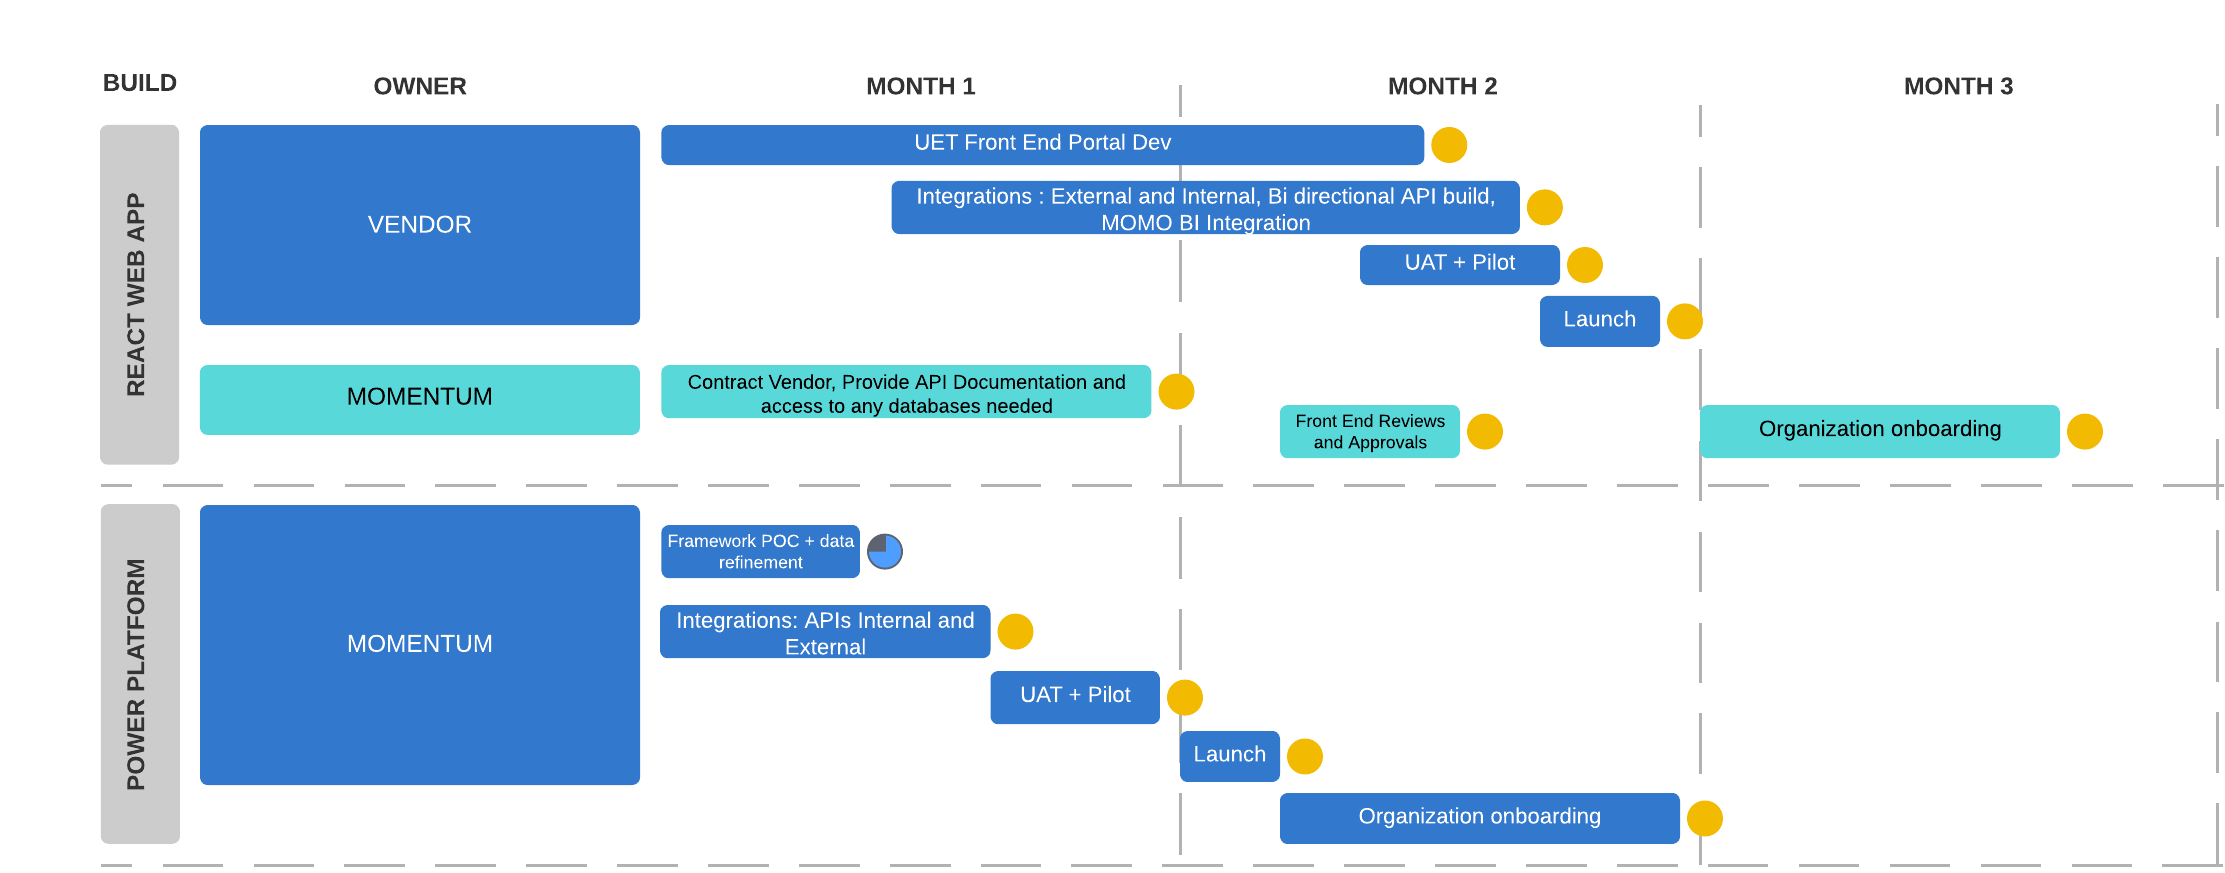 BUILD
OWNER
MONTH 1
MONTH 2
MONTH 3
REACT WEB APP
VENDOR
UET Front End Portal Dev
Integrations : External and Internal, Bi directional API build,
MOMO BI Integration
UAT + Pilot
Launch
MOMENTUM
Contract Vendor, Provide API Documentation and
access to any databases needed
Front End Reviews
and Approvals
Organization onboarding
POWER PLATFORM
MOMENTUM
Framework POC + data
refinement
Integrations: APIs Internal and
External
UAT + Pilot
Launch
Organization onboarding